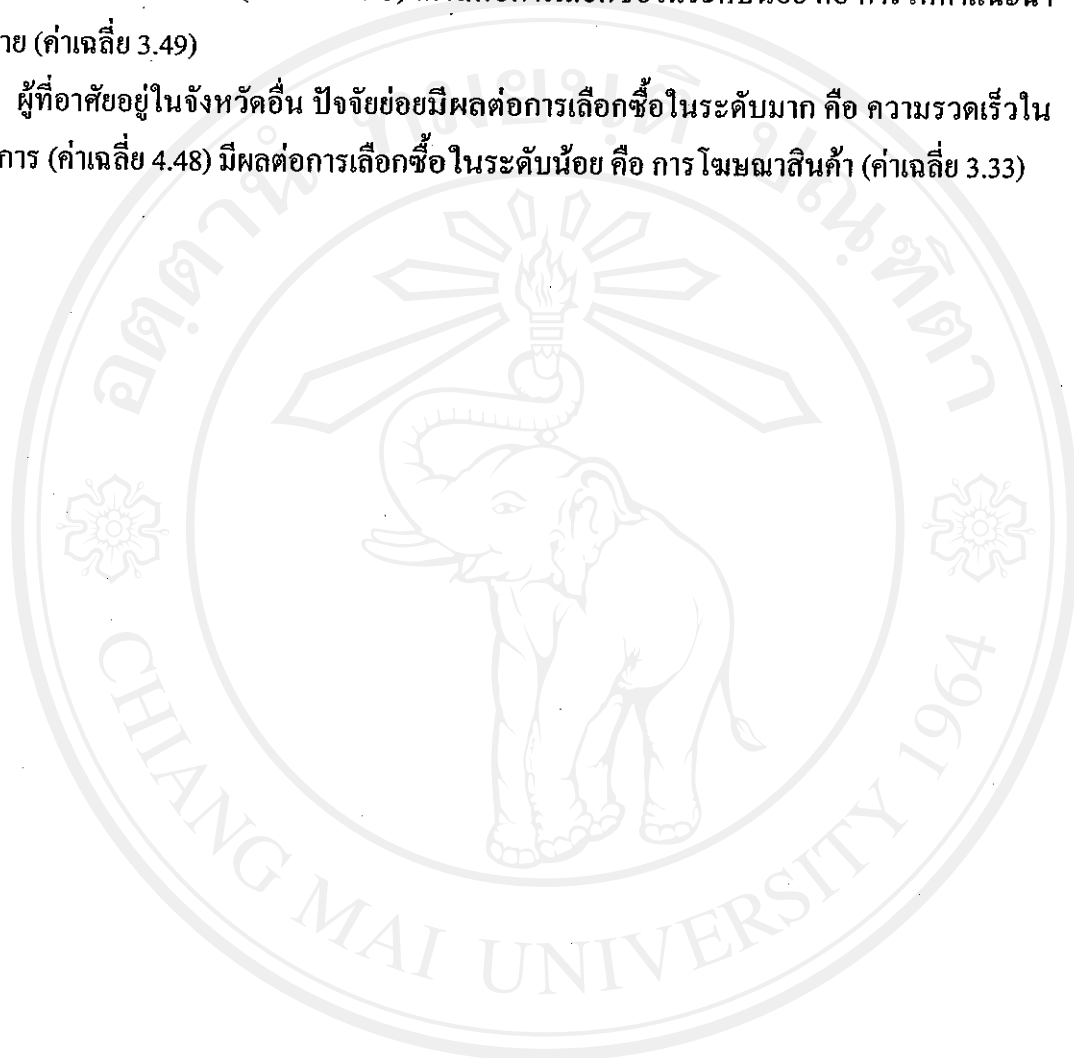 าย (ค่าเฉลี่ย 3.49)
ผู้ที่อาศัยอยู่ในจังหวัดอื่น ปัจจัยย่อยมีผลต่อการเลือกซื้อในระดับมาก คือ ความรวดเร็วใน
การ (ค่าเฉลี่ย 4.48) มีผลต่อการเลือกซื้อในระดับน้อย คือ การโฆษณาสินค้า (ค่าเฉลี่ย 3.33)
CHIANG MAI UNIVERSITY 1964